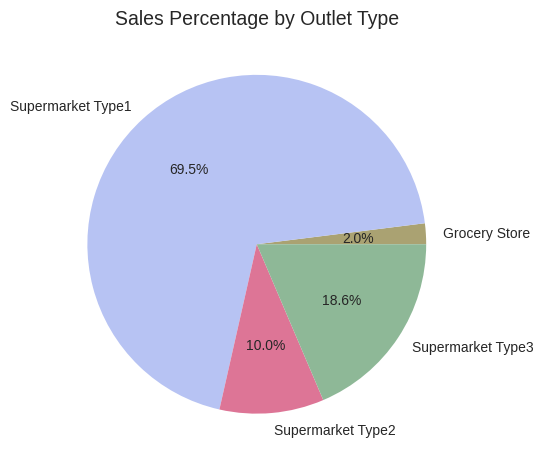 Sales Percentage by Outlet Type
Supermarket Type1
69.5%
2.0%
Grocery Store
18.6%
10.0%
Supermarket Type3
Supermarket Type2